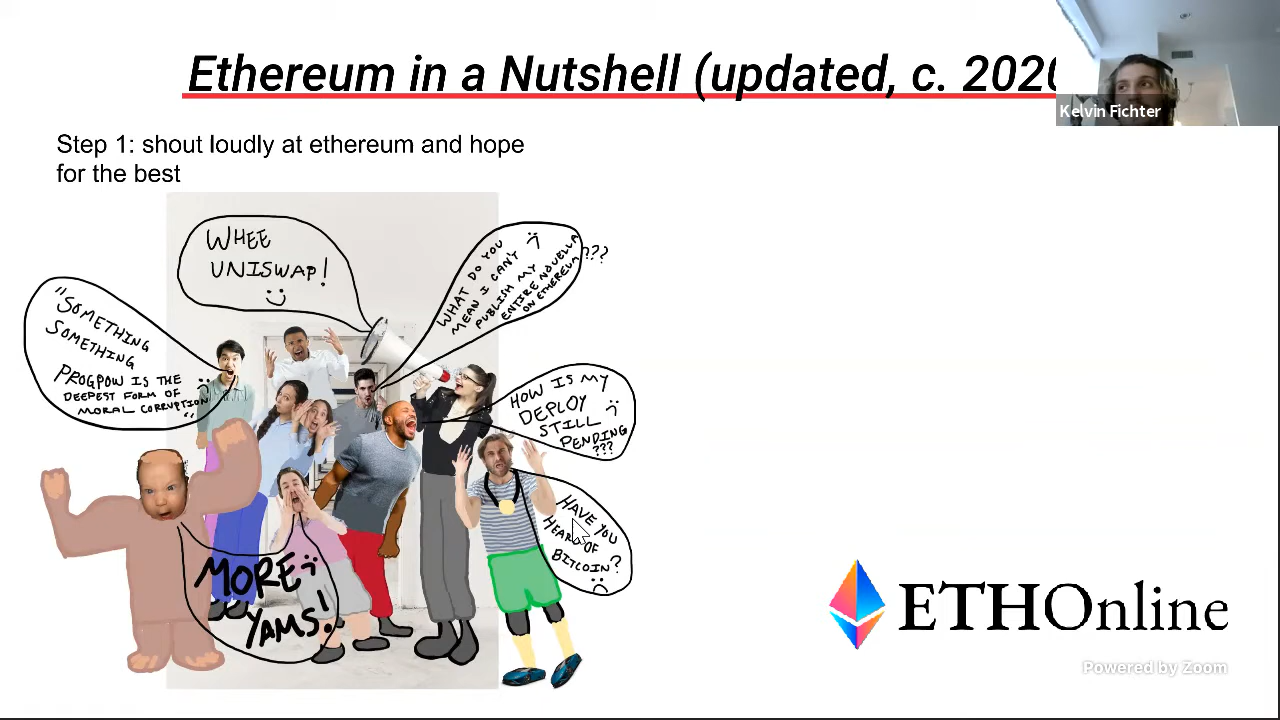 Ethereum in a Nutshell (updated, c. 202
Kelvin Fichter
Step 1: shout loudly at ethereum and hope
for the best
WHEE
UNISWAP!
WHAT DO YOU
MEAN I CAN'T
PUBLISH MY
ENTIRE NOVELLA
ON ETHEREUM
???
"SOMETHING
SOMETHING
PROGPOW IS THE
DEEPEST FORM OF
MORAL CORRUPTION
"
HOW IS MY
DEPLOY
STILL
PENDING
???
HAVE YOU
HEARD OF
BITCOIN?
MORE
YAMS!
ETHOnline
Powered by Zoom